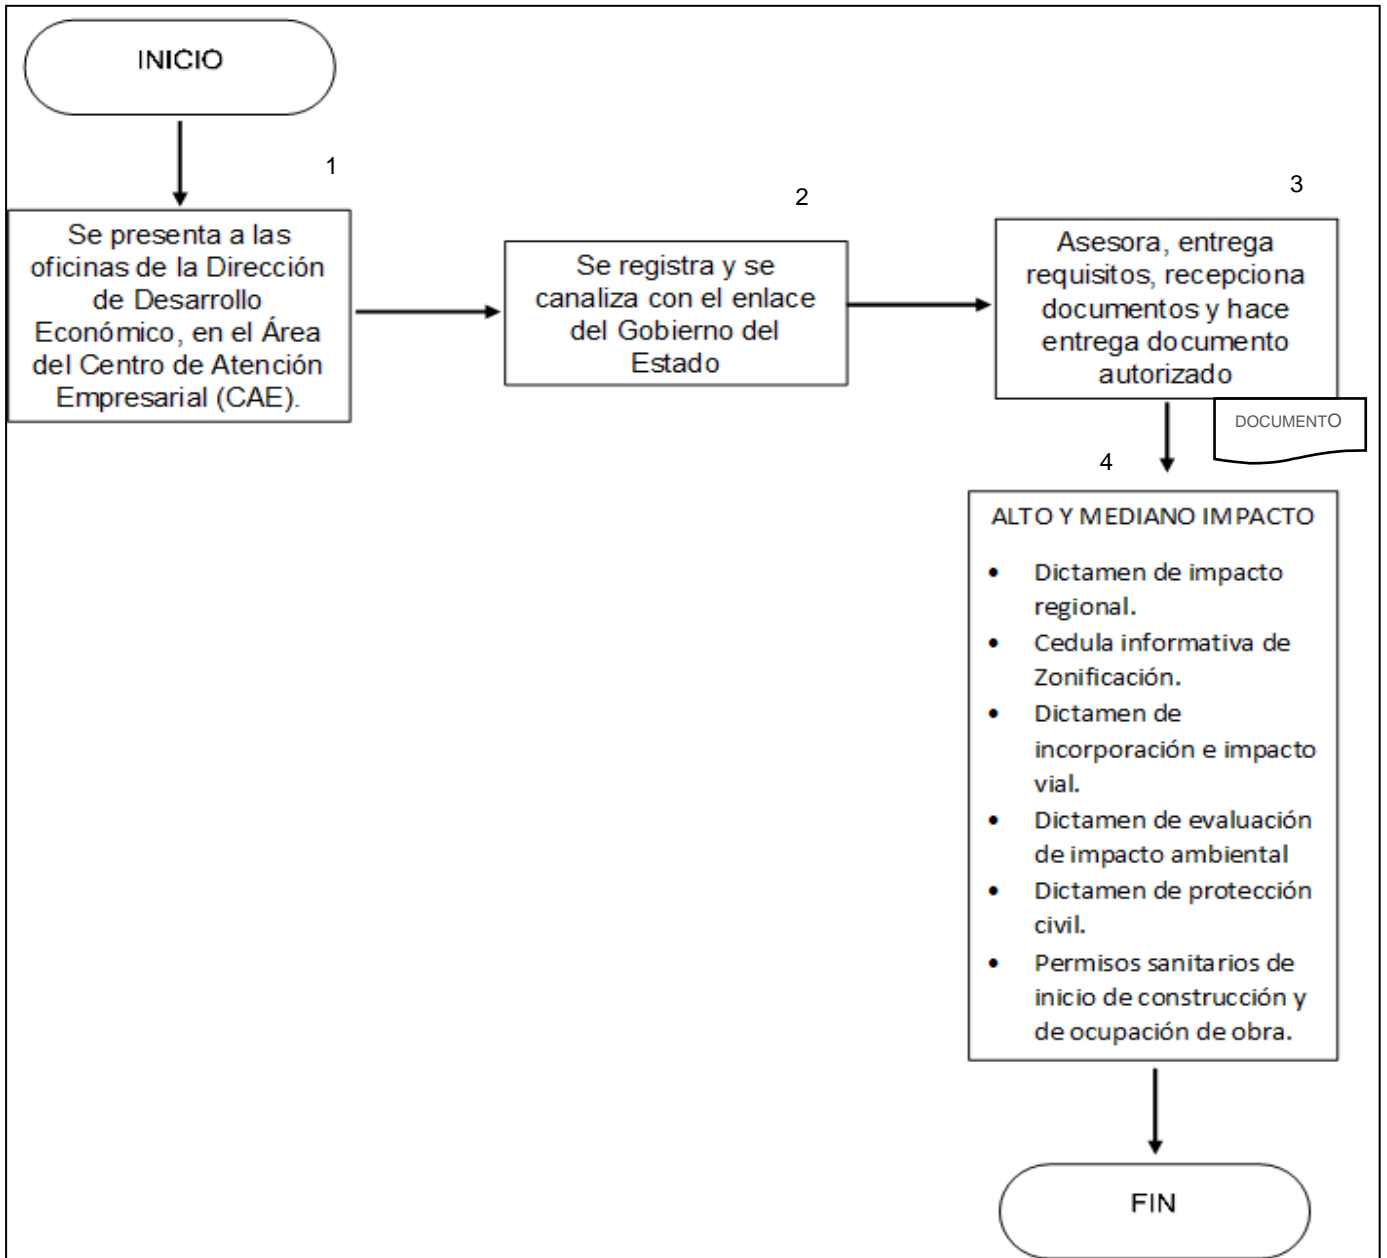 INICIO
1
Se presenta a las
oficinas de la Dirección
de Desarrollo
Económico, en el Área
del Centro de Atención
Empresarial (CAE).
2
Se registra y se
canaliza con el enlace
del Gobierno del
Estado
3
Asesora, entrega
requisitos, recepciona
documentos y hace
entrega documento
autorizado
DOCUMENTO
4
ALTO Y MEDIANO IMPACTO
• Dictamen de impacto
regional.
• Cedula informativa de
Zonificación.
• Dictamen de
incorporación e impacto
vial.
• Dictamen de evaluación
de impacto ambiental
• Dictamen de protección
civil.
• Permisos sanitarios de
inicio de construcción y
de ocupación de obra.
FIN